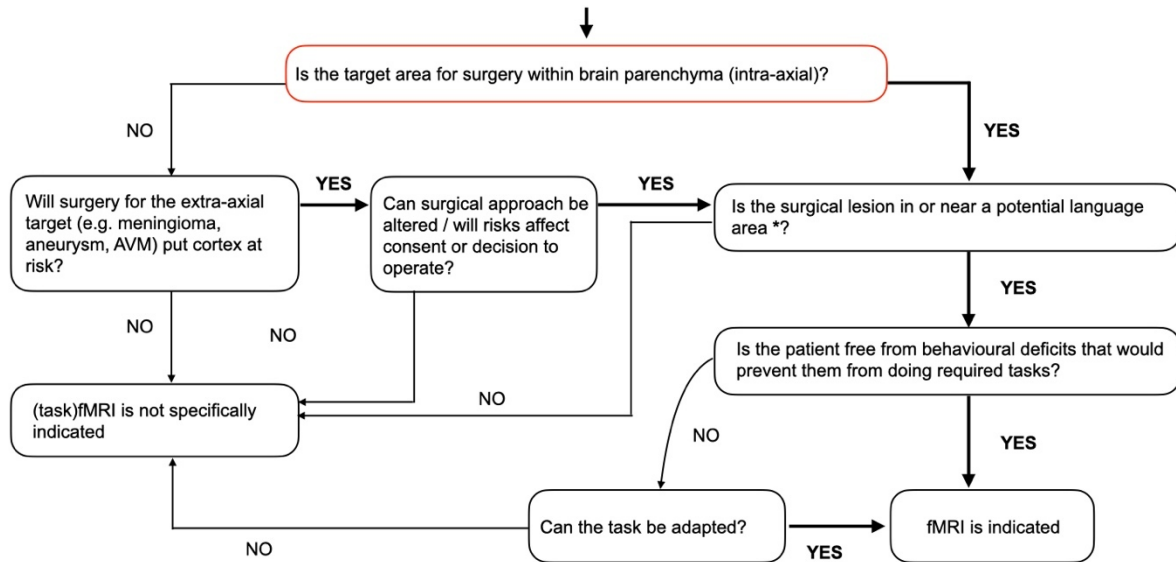 Is the target area for surgery within brain parenchyma (intra-axial)?
NO
YES
Will surgery for the extra-axial
target (e.g. meningioma,
aneurysm, AVM) put cortex at
risk?
YES
Can surgical approach be
altered / will risks affect
consent or decision to
operate?
YES
Is the surgical lesion in or near a potential language
area *?
NO
NO
YES
Is the patient free from behavioural deficits that would
prevent them from doing required tasks?
(task)fMRI is not specifically
indicated
NO
NO
YES
Can the task be adapted?
fMRI is indicated
NO
YES